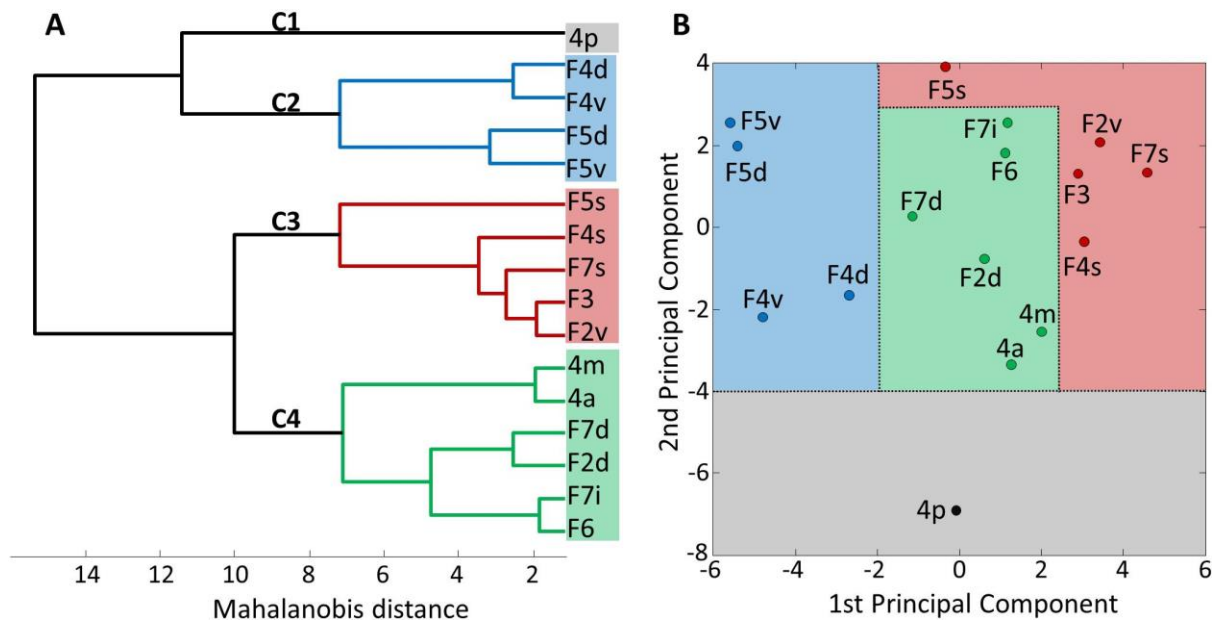 A
C1
4p
C2
F4d
F4v
F5d
F5v
C3
F5s
F4s
F7s
F3
F2v
C4
4m
4a
F7d
F2d
F7i
F6
14 12 10 8 6 4 2
Mahalanobis distance
B
2nd Principal Component
4
2
0
-2
-4
-6
-8
F5s
F5v
F7i
F2v
F5d
F6
F7s
F7d
F3
F4s
F4v
F4d
F2d
4m
4a
4p
-6 -4 -2 0 2 4 6
1st Principal Component